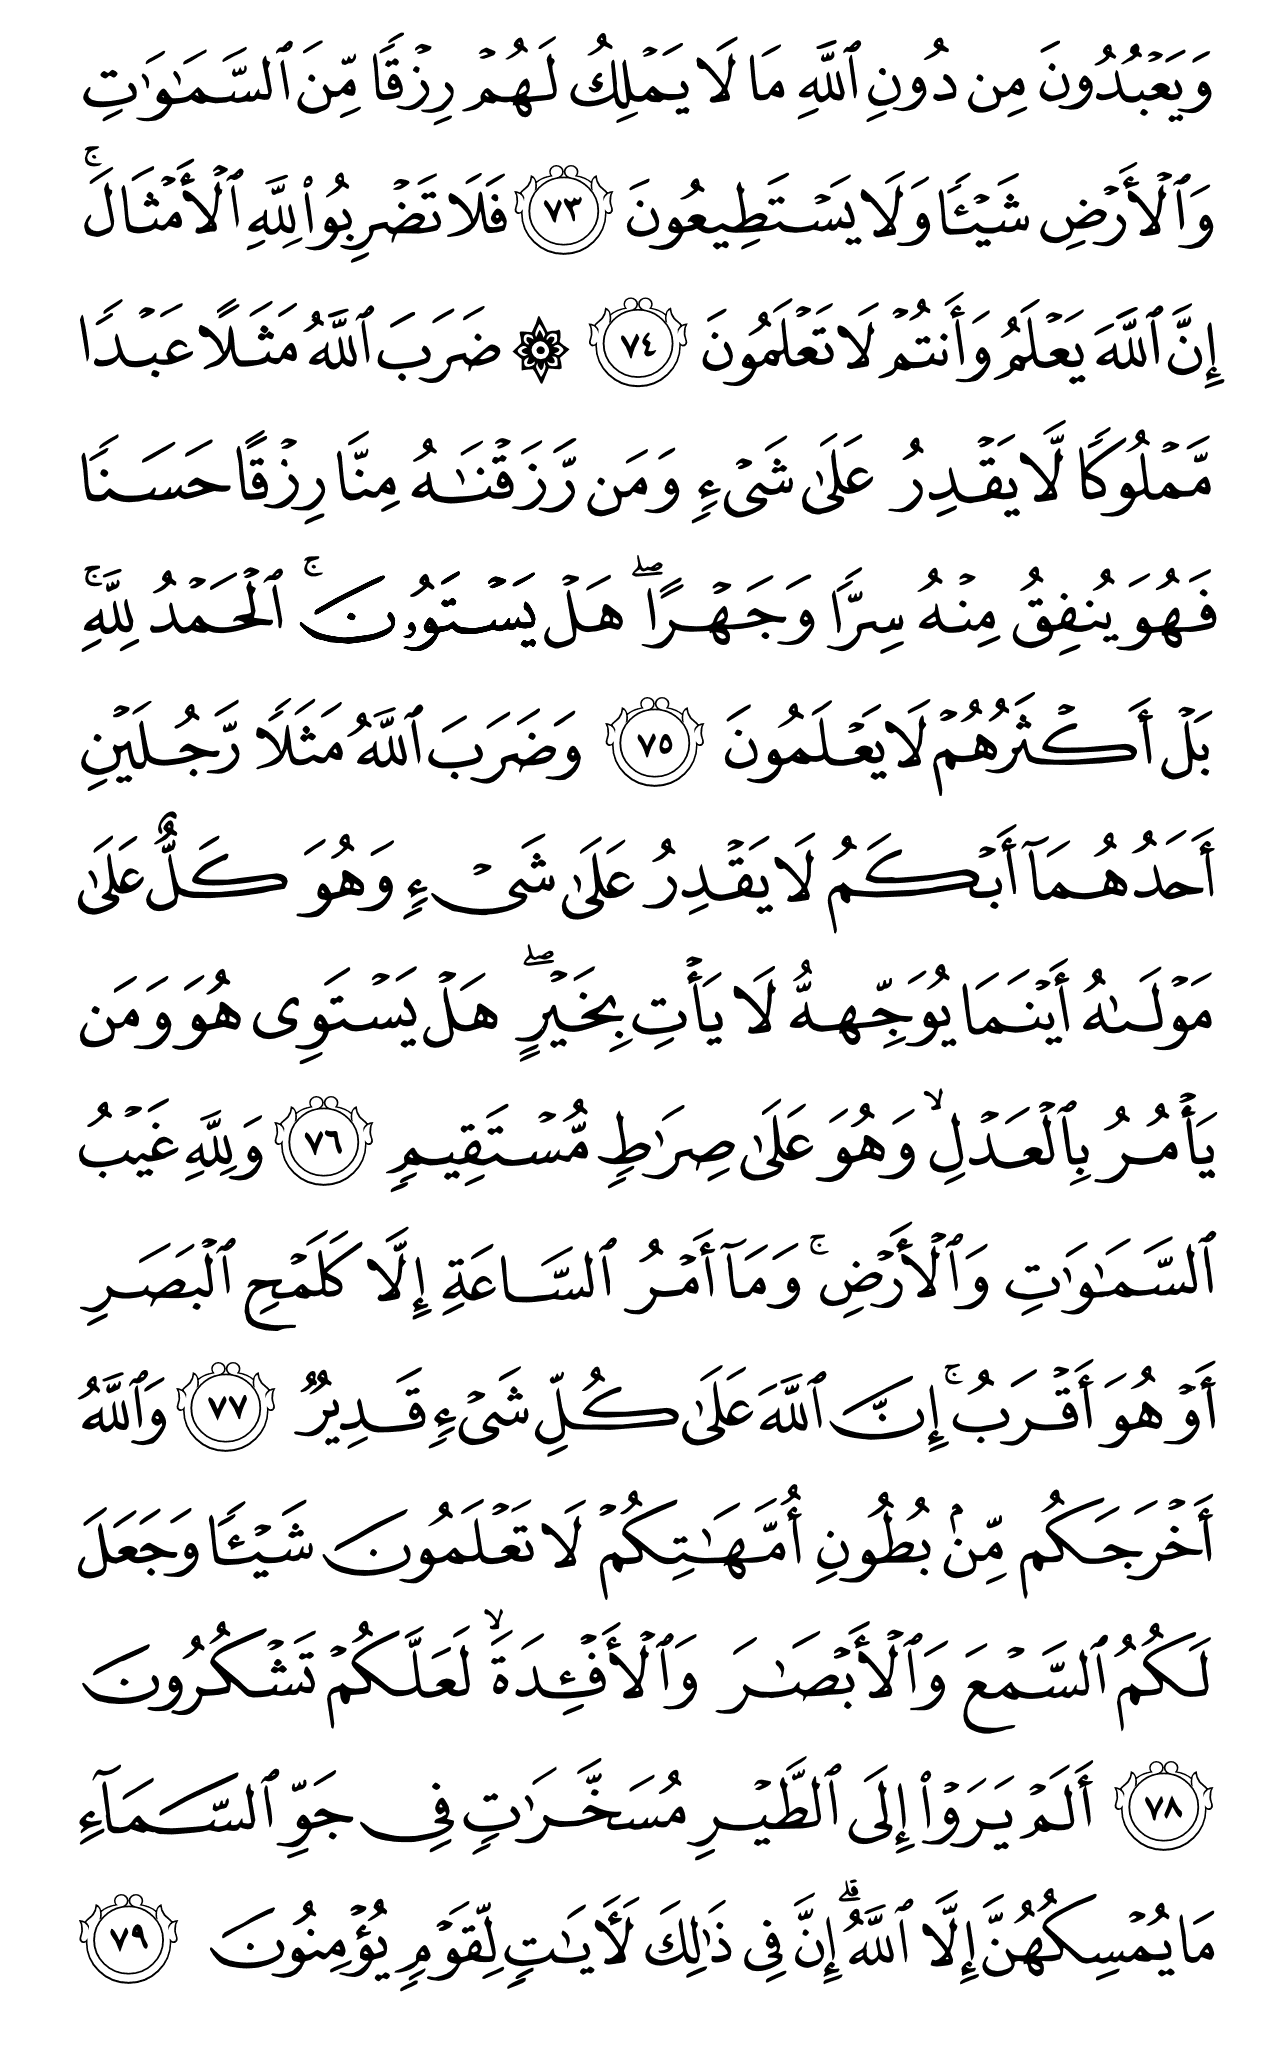 وَيَعۡبُدُونَ مِن دُونِ ٱللَّهِ مَا لَا يَمۡلِكُ لَهُمۡ رِزۡقٗا مِّنَ ٱلسَّمَٰوَٰتِ
وَٱلۡأَرۡضِ شَيۡـٔٗا وَلَا يَسۡتَطِيعُونَ ٧٣ فَلَا تَضۡرِبُواْ لِلَّهِ ٱلۡأَمۡثَالَۚ
إِنَّ ٱللَّهَ يَعۡلَمُ وَأَنتُمۡ لَا تَعۡلَمُونَ ٧٤ ۞ ضَرَبَ ٱللَّهُ مَثَلًا عَبۡدٗا
مَّمۡلُوكٗا لَّا يَقۡدِرُ عَلَىٰ شَيۡءٖ وَمَن رَّزَقۡنَٰهُ مِنَّا رِزۡقًا حَسَنٗا
فَهُوَ يُنفِقُ مِنۡهُ سِرّٗا وَجَهۡرًاۖ هَلۡ يَسۡتَوُۥنَۚ ٱلۡحَمۡدُ لِلَّهِۚ
بَلۡ أَكۡثَرُهُمۡ لَا يَعۡلَمُونَ ٧٥ وَضَرَبَ ٱللَّهُ مَثَلٗا رَّجُلَيۡنِ
أَحَدُهُمَآ أَبۡكَمُ لَا يَقۡدِرُ عَلَىٰ شَيۡءٖ وَهُوَ كَلٌّ عَلَىٰ
مَوۡلَىٰهُ أَيۡنَمَا يُوَجِّههُّ لَا يَأۡتِ بِخَيۡرٍۖ هَلۡ يَسۡتَوِي هُوَ وَمَن
يَأۡمُرُ بِٱلۡعَدۡلِۙ وَهُوَ عَلَىٰ صِرَٰطٖ مُّسۡتَقِيمٖ ٧٦ وَلِلَّهِ غَيۡبُ
ٱلسَّمَٰوَٰتِ وَٱلۡأَرۡضِۚ وَمَآ أَمۡرُ ٱلسَّاعَةِ إِلَّا كَلَمۡحِ ٱلۡبَصَرِ
أَوۡ هُوَ أَقۡرَبُۚ إِنَّ ٱللَّهَ عَلَىٰ كُلِّ شَيۡءٖ قَدِيرٞ ٧٧ وَٱللَّهُ
أَخۡرَجَكُم مِّنۢ بُطُونِ أُمَّهَٰتِكُمۡ لَا تَعۡلَمُونَ شَيۡـٔٗا وَجَعَلَ
لَكُمُ ٱلسَّمۡعَ وَٱلۡأَبۡصَٰرَ وَٱلۡأَفۡـِٔدَةَۙ لَعَلَّكُمۡ تَشۡكُرُونَ
٧٨ أَلَمۡ يَرَوۡاْ إِلَى ٱلطَّيۡرِ مُسَخَّرَٰتٖ فِي جَوِّ ٱلسَّمَآءِ
مَا يُمۡسِكُهُنَّ إِلَّا ٱللَّهُۚ إِنَّ فِي ذَٰلِكَ لَأٓيَٰتٖ لِّقَوۡمٖ يُؤۡمِنُونَ ٧٩